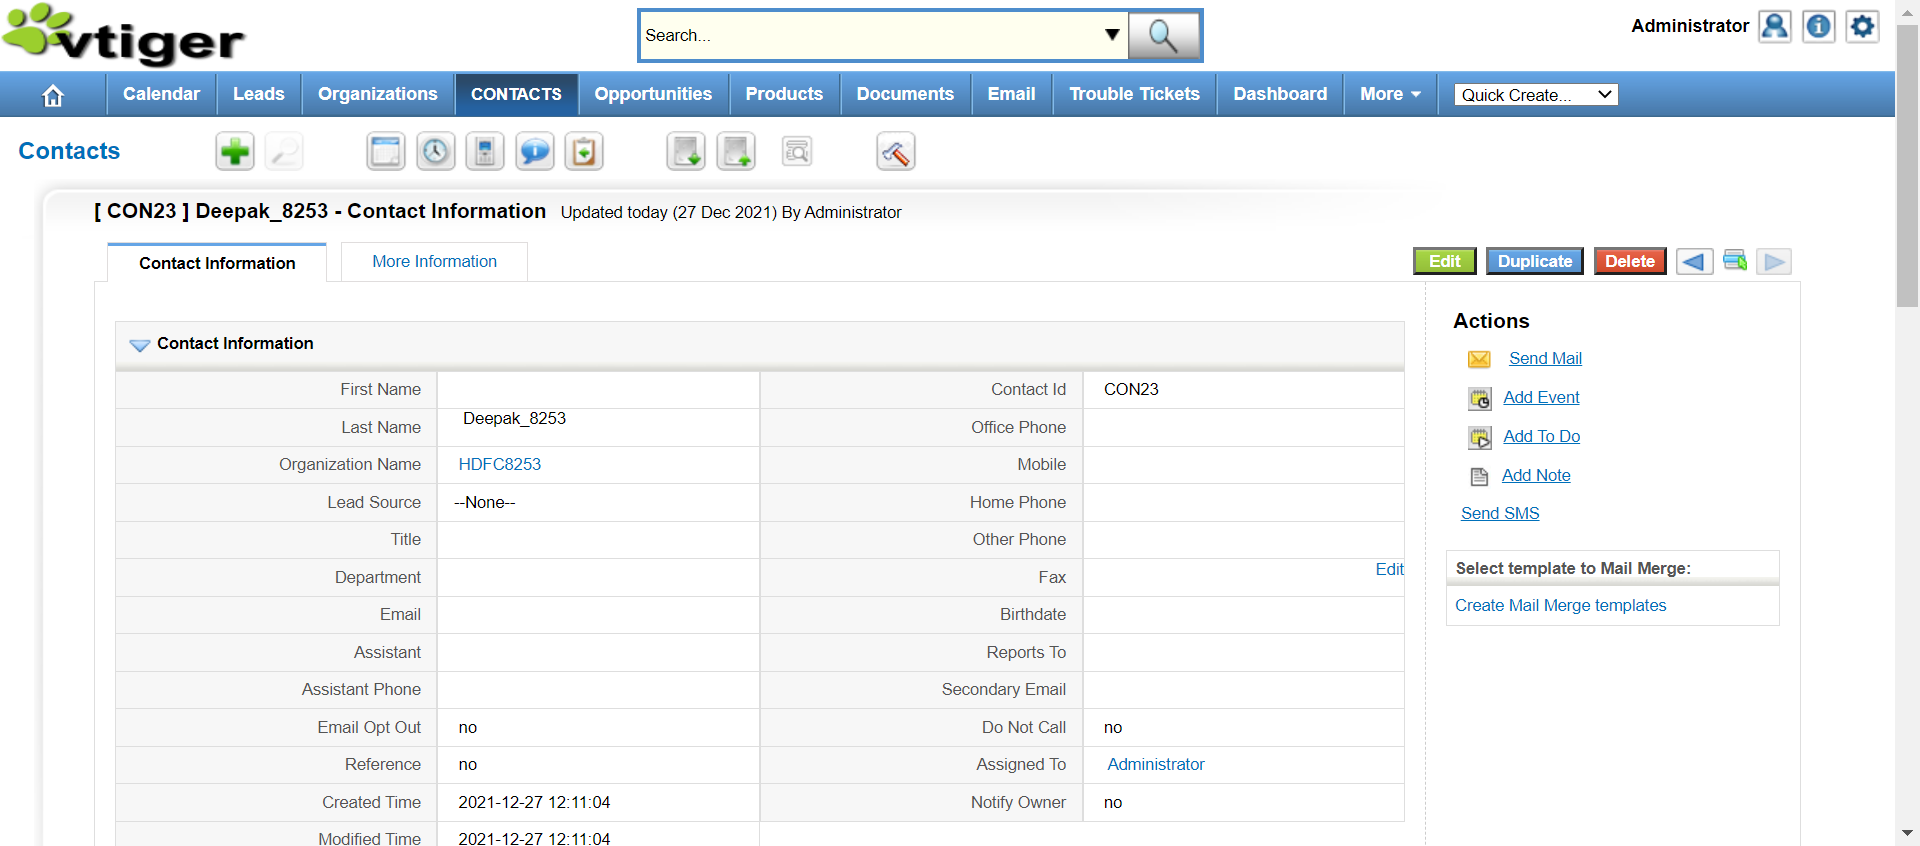 vtiger
Search...
Administrator
Calendar Leads Organizations CONTACTS Opportunities Products Documents Email Trouble Tickets Dashboard More Quick Create...
Contacts
[ CON23 ] Deepak_8253 - Contact Information Updated today (27 Dec 2021) By Administrator
Contact Information More Information Edit Duplicate Delete
Contact Information
First Name Contact Id CON23
Last Name Deepak_8253 Office Phone
Organization Name HDFC8253 Mobile
Lead Source --None-- Home Phone
Title Other Phone
Department Fax Edit
Email Birthdate
Assistant Reports To
Assistant Phone Secondary Email
Email Opt Out no Do Not Call no
Reference no Assigned To Administrator
Created Time 2021-12-27 12:11:04 Notify Owner no
Modified Time 2021-12-27 12:11:04
Actions
Send Mail
Add Event
Add To Do
Add Note
Send SMS
Select template to Mail Merge:
Create Mail Merge templates